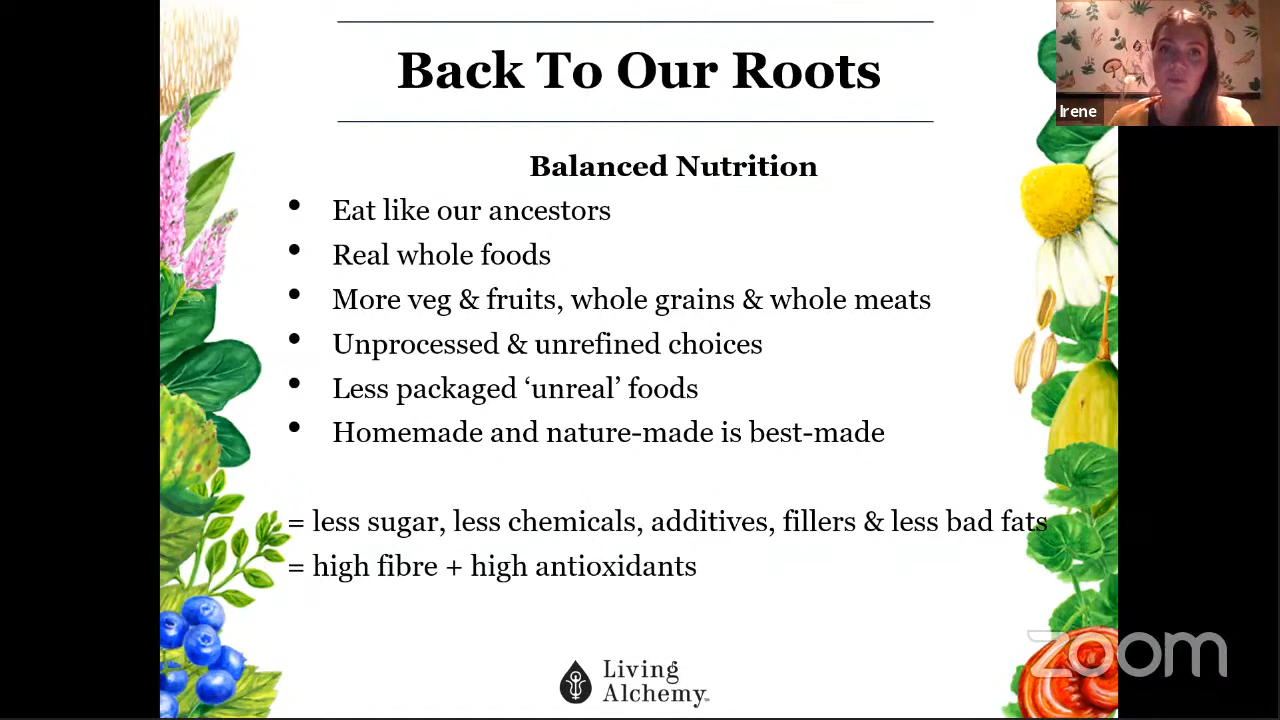 Back To Our Roots
Irene
Balanced Nutrition
• Eat like our ancestors
• Real whole foods
• More veg & fruits, whole grains & whole meats
• Unprocessed & unrefined choices
• Less packaged ‘unreal’ foods
• Homemade and nature-made is best-made
= less sugar, less chemicals, additives, fillers & less bad fats
= high fibre + high antioxidants
zoom
Living
Alchemy™